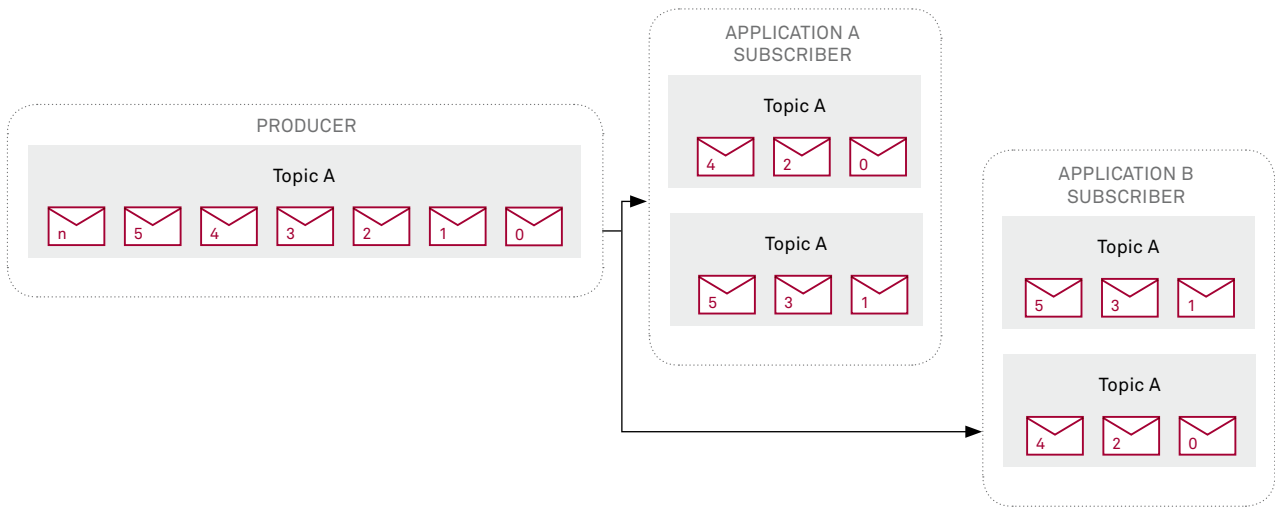 PRODUCER
Topic A
n 5 4 3 2 1 0
APPLICATION A
SUBSCRIBER
Topic A
4 2 0
Topic A
5 3 1
APPLICATION B
SUBSCRIBER
Topic A
5 3 1
Topic A
4 2 0